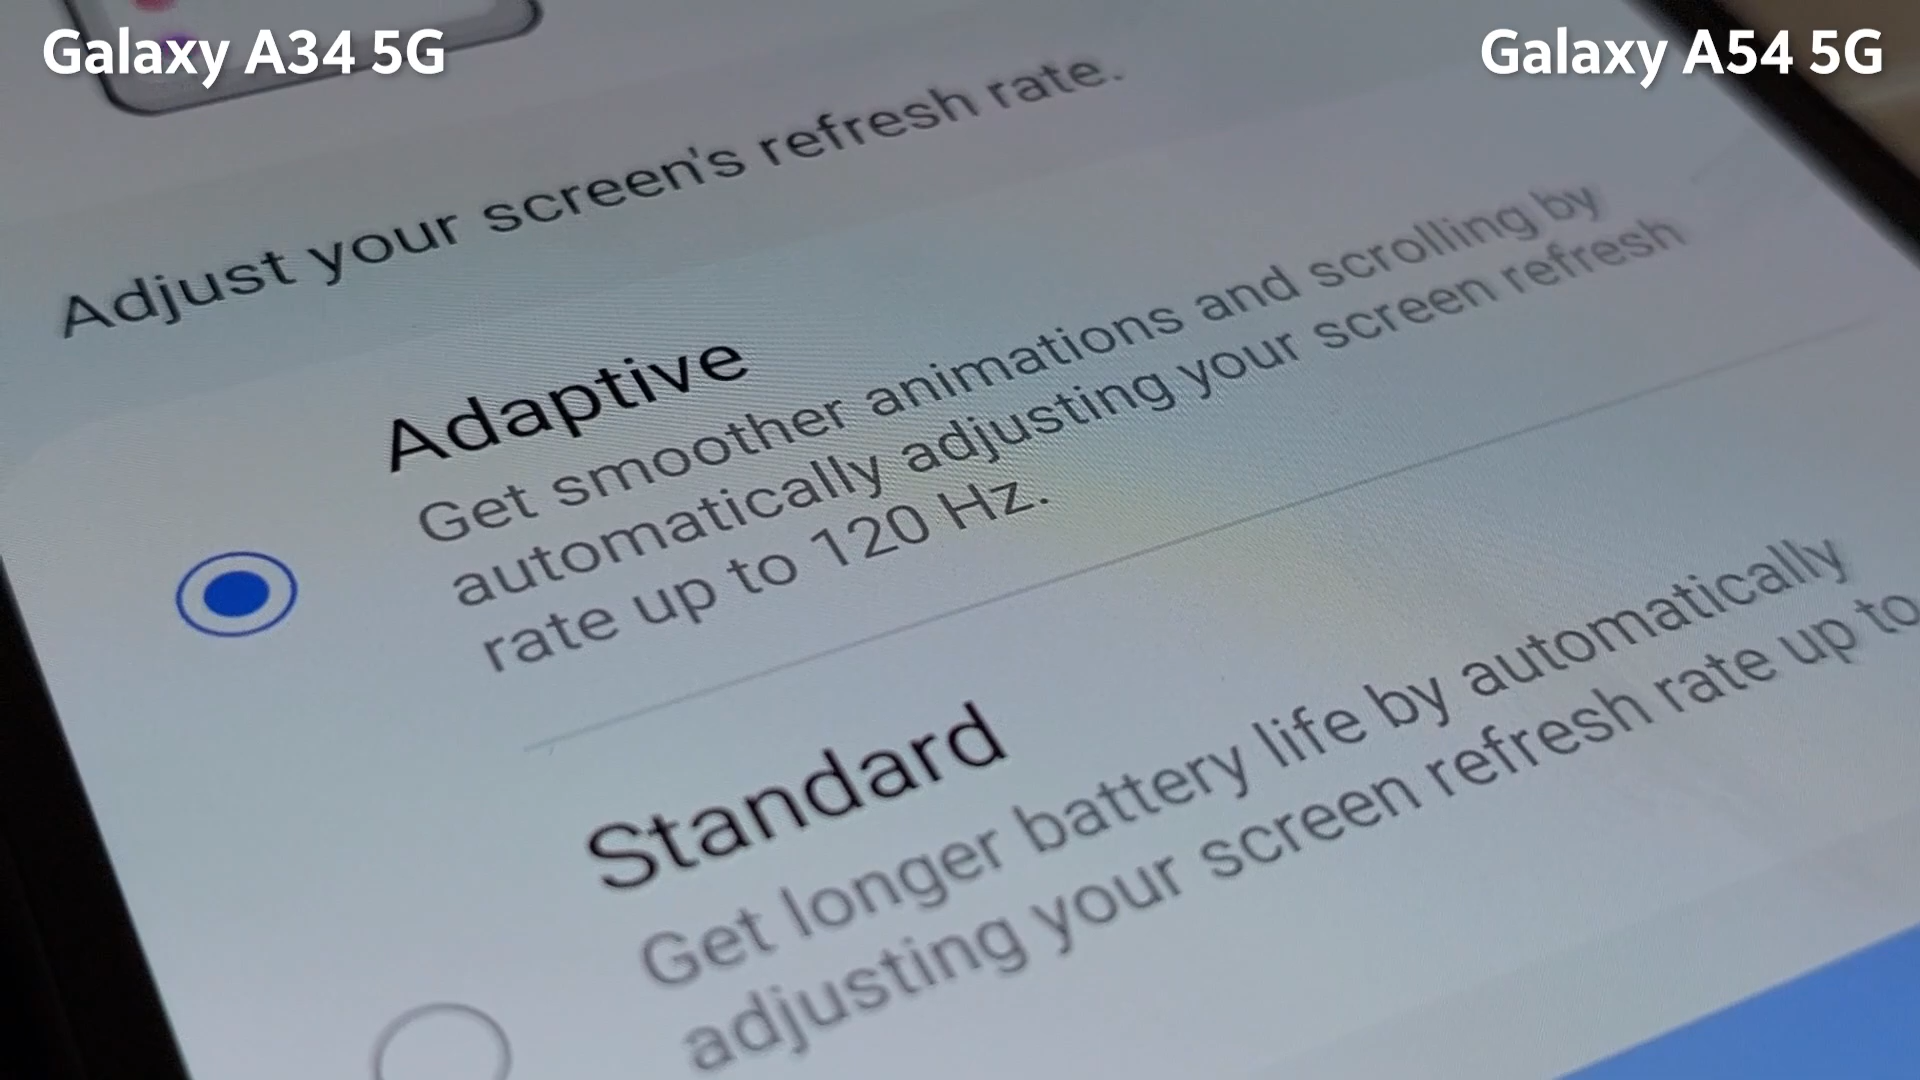 Galaxy A34 5G
Galaxy A54 5G
Adjust your screen's refresh rate.
Adaptive
Get smoother animations and scrolling by
automatically adjusting your screen refresh
rate up to 120 Hz.
Standard
Get longer battery life by automatically
adjusting your screen refresh rate up to